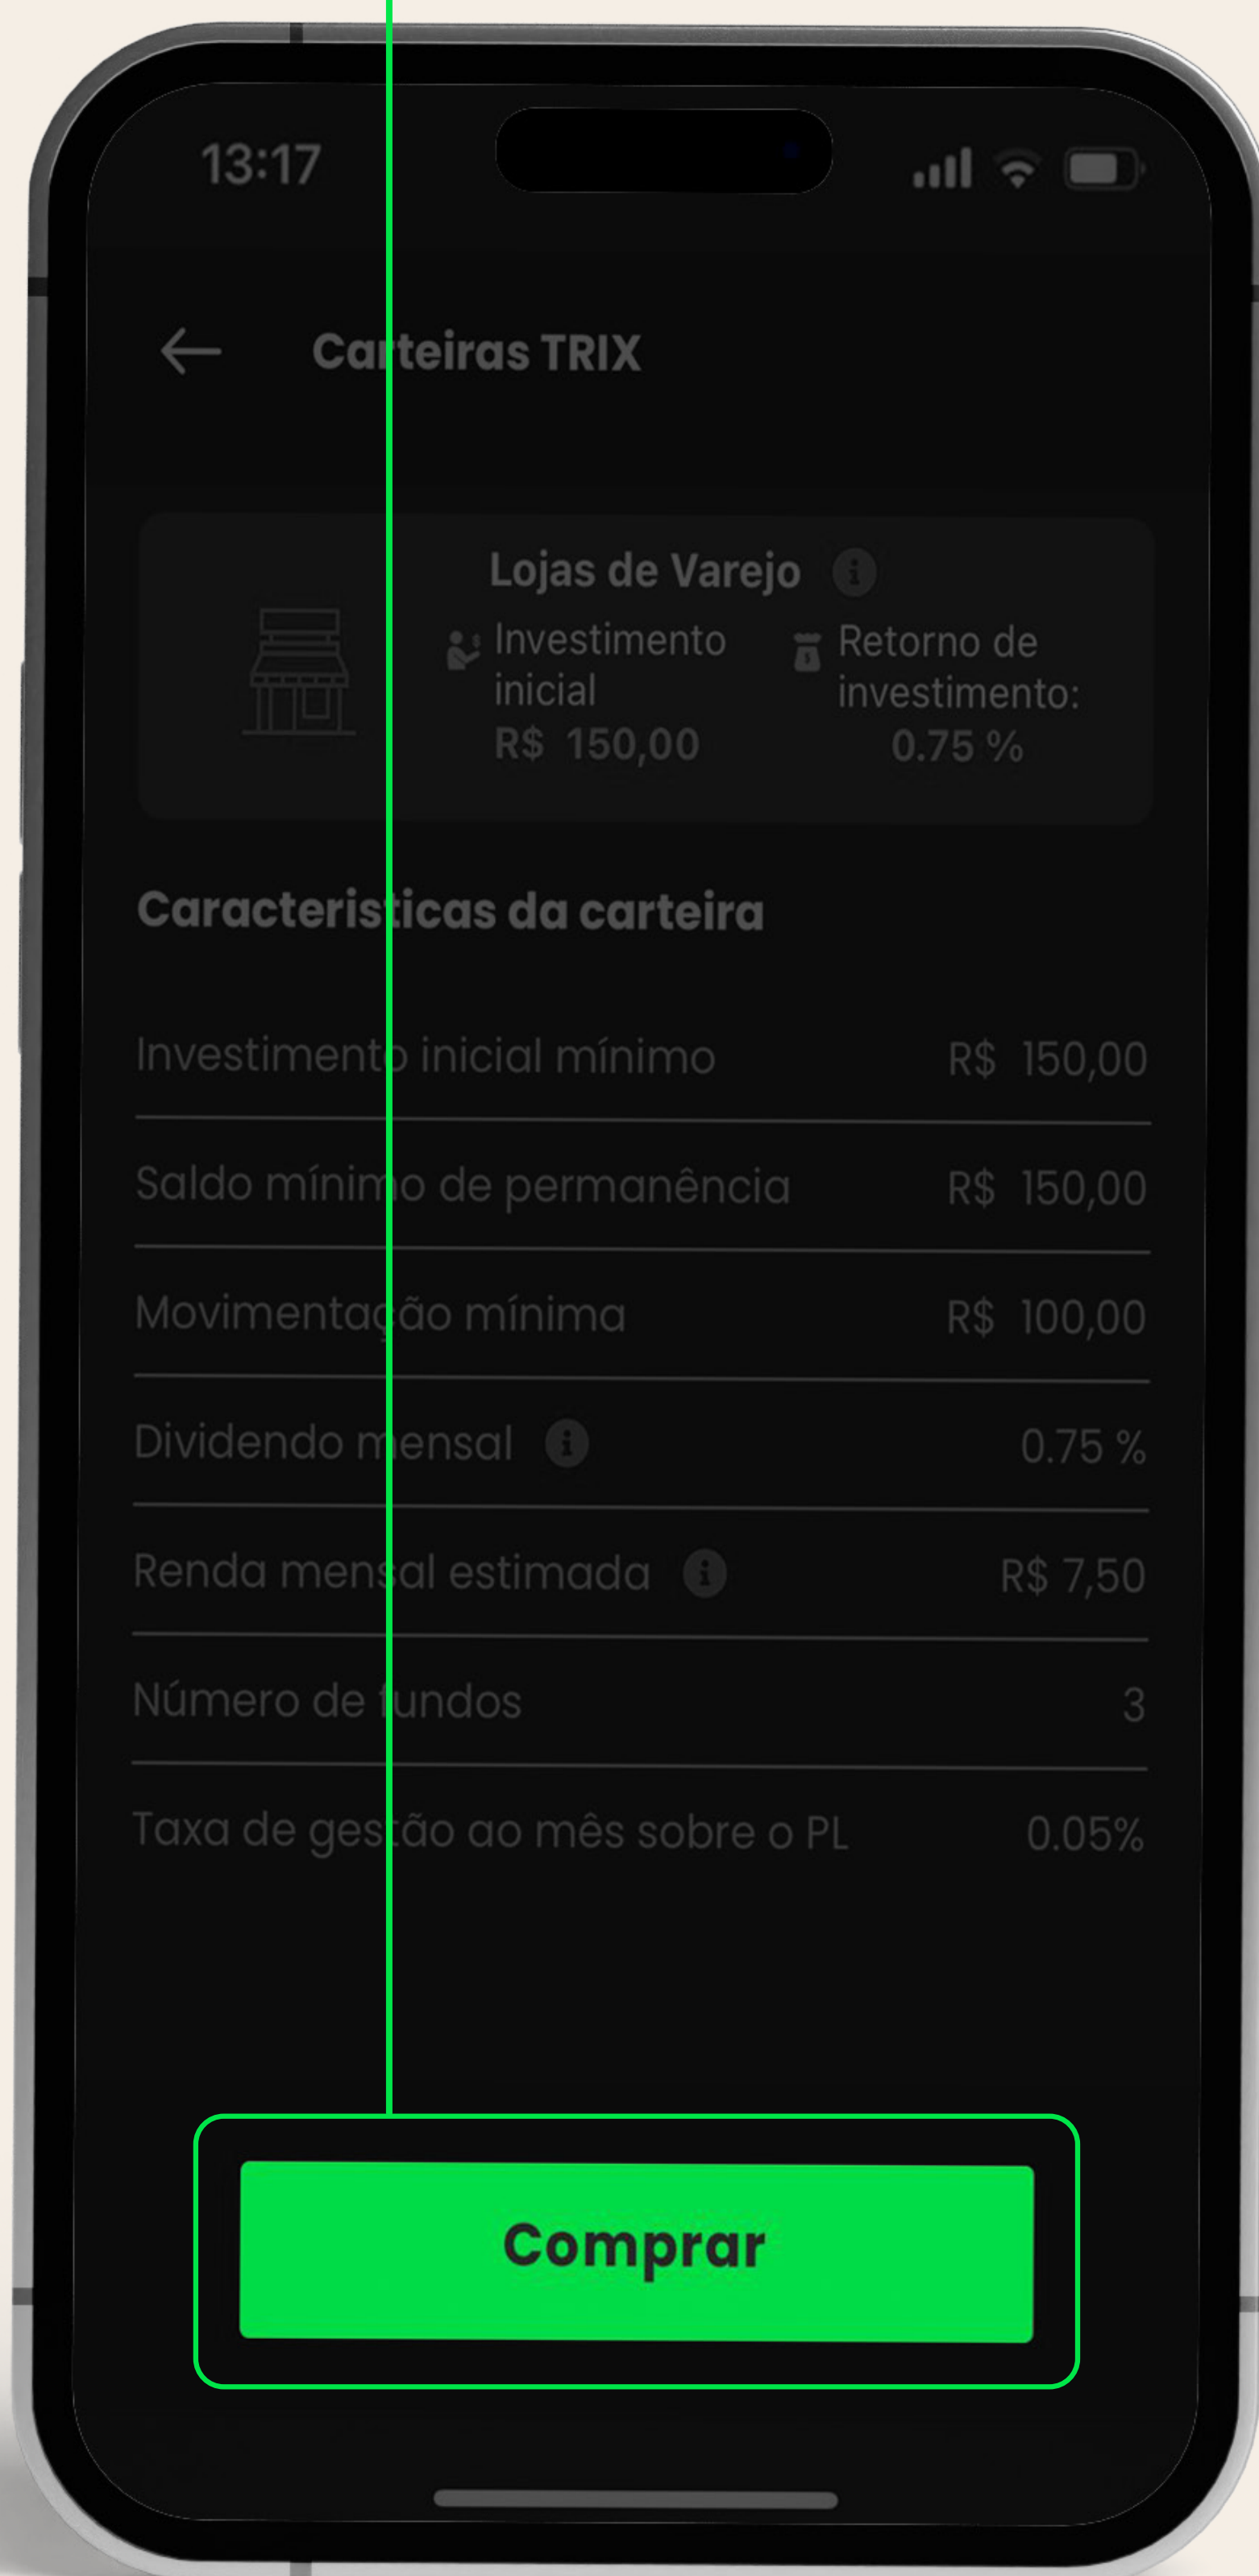 13:17
Carteiras TRIX
Lojas de Varejo
Investimento inicial
R$ 150,00
Retorno de investimento:
0.75 %
Caracteristicas da carteira
Investimento inicial mínimo R$ 150,00
Saldo mínimo de permanência R$ 150,00
Movimentação mínima R$ 100,00
Dividendo mensal 0.75 %
Renda mensal estimada R$ 7,50
Número de fundos 3
Taxa de gestão ao mês sobre o PL 0.05%
Comprar